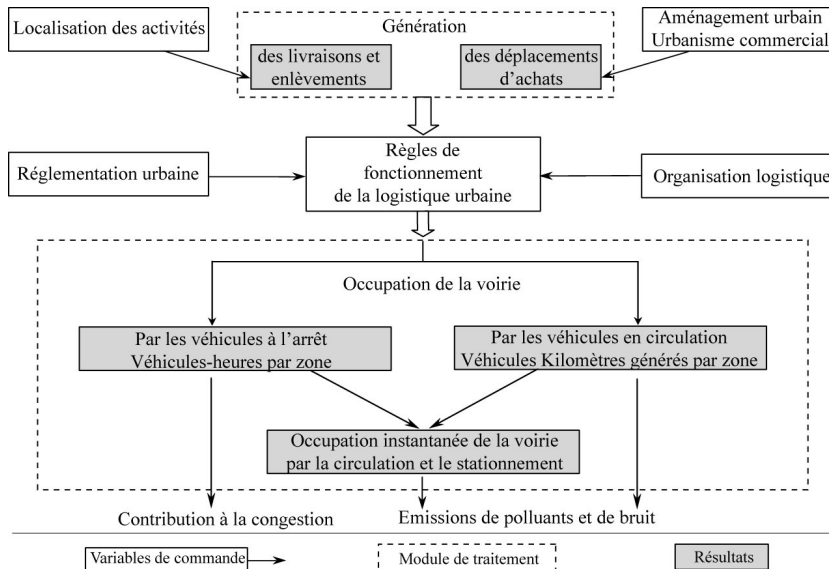 Localisation des activités
Génération
Aménagement urbain
Urbanisme commercial
des livraisons et
enlèvements
des déplacements
d'achats
Règles de
fonctionnement
de la logistique urbaine
Réglementation urbaine
Organisation logistique
Occupation de la voirie
Par les véhicules à l'arrêt
Véhicules-heures par zone
Par les véhicules en circulation
Véhicules Kilomètres générés par zone
Occupation instantanée de la voirie
par la circulation et le stationnement
Contribution à la congestion
Emissions de polluants et de bruit
Variables de commande
Module de traitement
Résultats